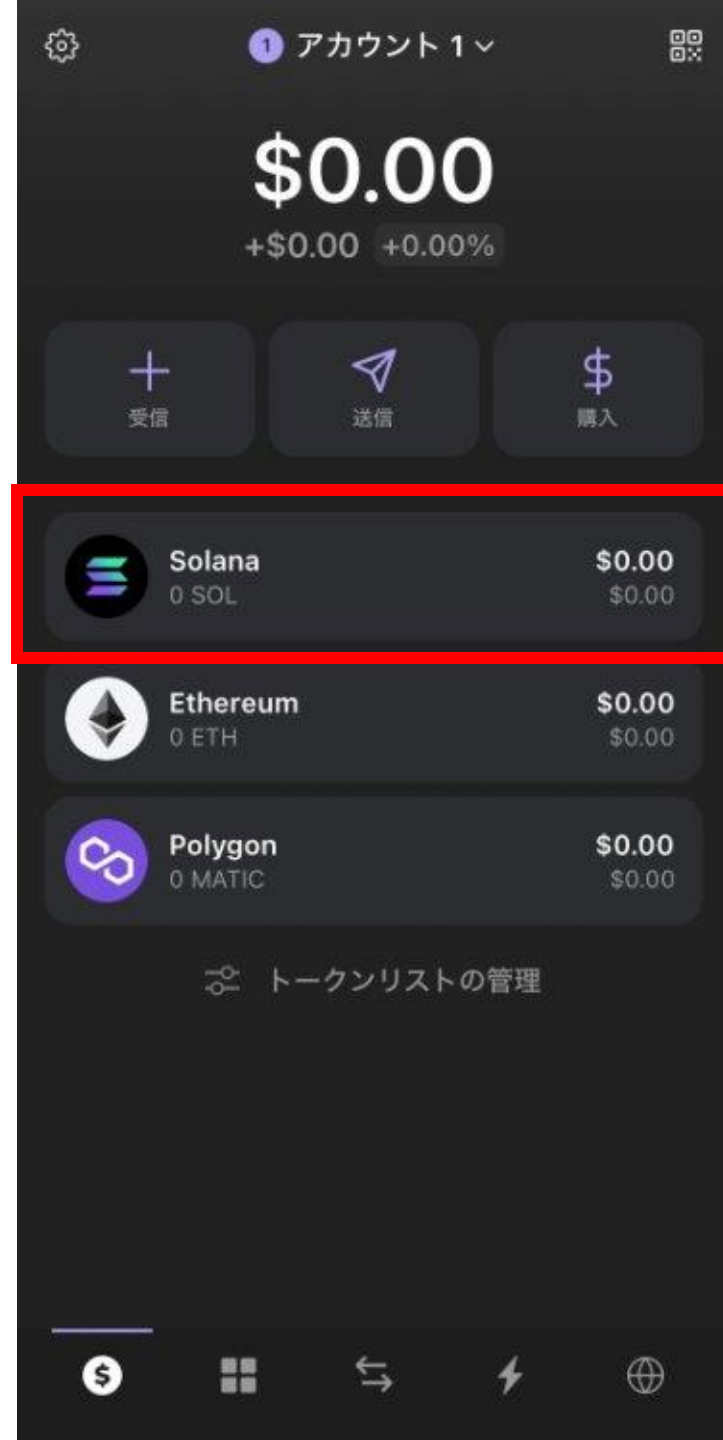 1 アカウント 1
$0.00
+$0.00 +0.00%
受信 送信 $ 購入
Solana $0.00
0 SOL $0.00
Ethereum $0.00
0 ETH $0.00
Polygon $0.00
0 MATIC $0.00
トークンリストの管理
$